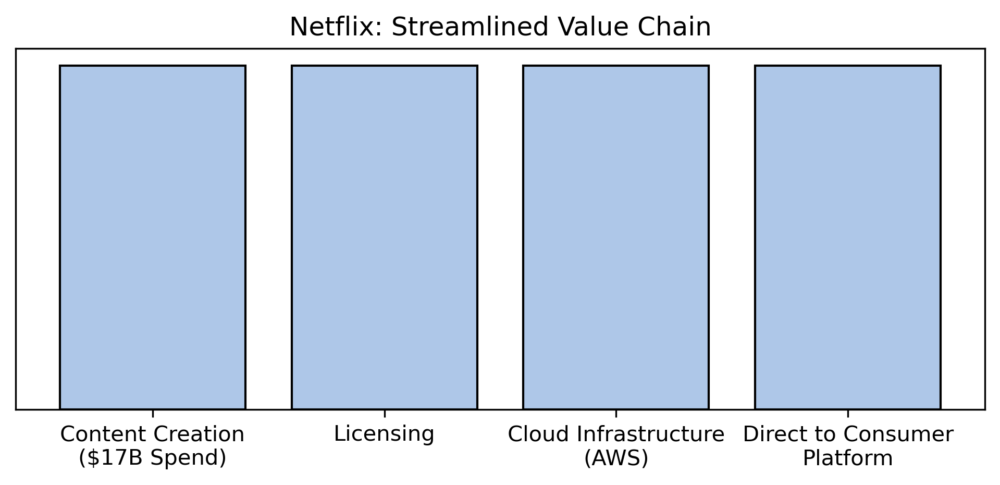 Netflix: Streamlined Value Chain
Content Creation
($17B Spend)
Licensing
Cloud Infrastructure
(AWS)
Direct to Consumer
Platform